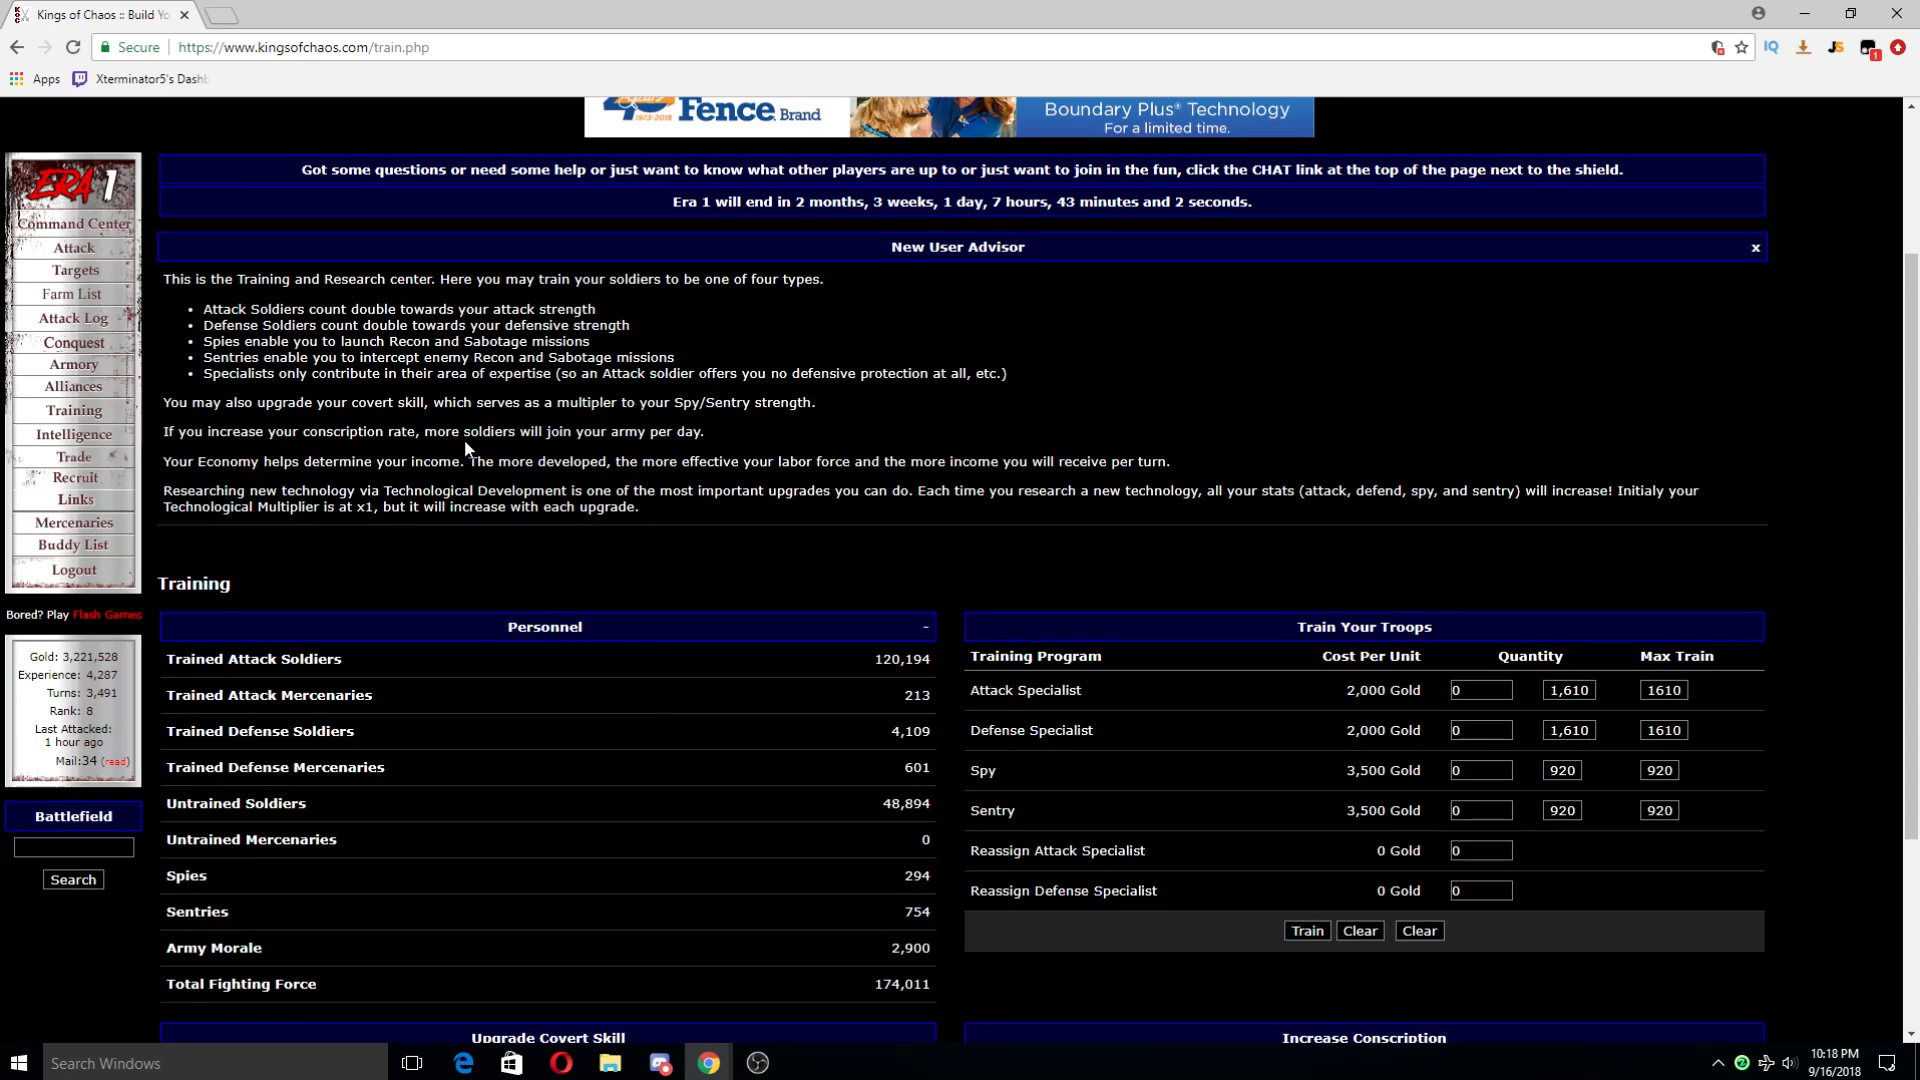 Kings of Chaos :: Build Yo
Secure
https://www.kingsofchaos.com/train.php
IQ
JS
1
Apps
Xterminator5's Dashb
1973-2018
Fence Brand
Boundary Plus® Technology
For a limited time.
ERA 1
Command Center
Attack
Targets
Farm List
Attack Log
Conquest
Armory
Alliances
Training
Intelligence
Trade
Recruit
Links
Mercenaries
Buddy List
Logout
Bored? Play Flash Games
Gold: 3,221,528
Experience: 4,287
Turns: 3,491
Rank: 8
Last Attacked:
1 hour ago
Mail:34 (read)
Battlefield
Search
Got some questions or need some help or just want to know what other players are up to or just want to join in the fun, click the CHAT link at the top of the page next to the shield.
Era 1 will end in 2 months, 3 weeks, 1 day, 7 hours, 43 minutes and 2 seconds.
New User Advisor
x
This is the Training and Research center. Here you may train your soldiers to be one of four types.
• Attack Soldiers count double towards your attack strength
• Defense Soldiers count double towards your defensive strength
• Spies enable you to launch Recon and Sabotage missions
• Sentries enable you to intercept enemy Recon and Sabotage missions
• Specialists only contribute in their area of expertise (so an Attack soldier offers you no defensive protection at all, etc.)
You may also upgrade your covert skill, which serves as a multipler to your Spy/Sentry strength.
If you increase your conscription rate, more soldiers will join your army per day.
Your Economy helps determine your income. The more developed, the more effective your labor force and the more income you will receive per turn.
Researching new technology via Technological Development is one of the most important upgrades you can do. Each time you research a new technology, all your stats (attack, defend, spy, and sentry) will increase! Initialy your
Technological Multiplier is at x1, but it will increase with each upgrade.
Training
Personnel -
Trained Attack Soldiers 120,194
Trained Attack Mercenaries 213
Trained Defense Soldiers 4,109
Trained Defense Mercenaries 601
Untrained Soldiers 48,894
Untrained Mercenaries 0
Spies 294
Sentries 754
Army Morale 2,900
Total Fighting Force 174,011
Upgrade Covert Skill
Train Your Troops
Training Program Cost Per Unit Quantity Max Train
Attack Specialist 2,000 Gold 0 1,610 1610
Defense Specialist 2,000 Gold 0 1,610 1610
Spy 3,500 Gold 0 920 920
Sentry 3,500 Gold 0 920 920
Reassign Attack Specialist 0 Gold 0
Reassign Defense Specialist 0 Gold 0
Train Clear Clear
Increase Conscription
Search Windows
10:18 PM
9/16/2018